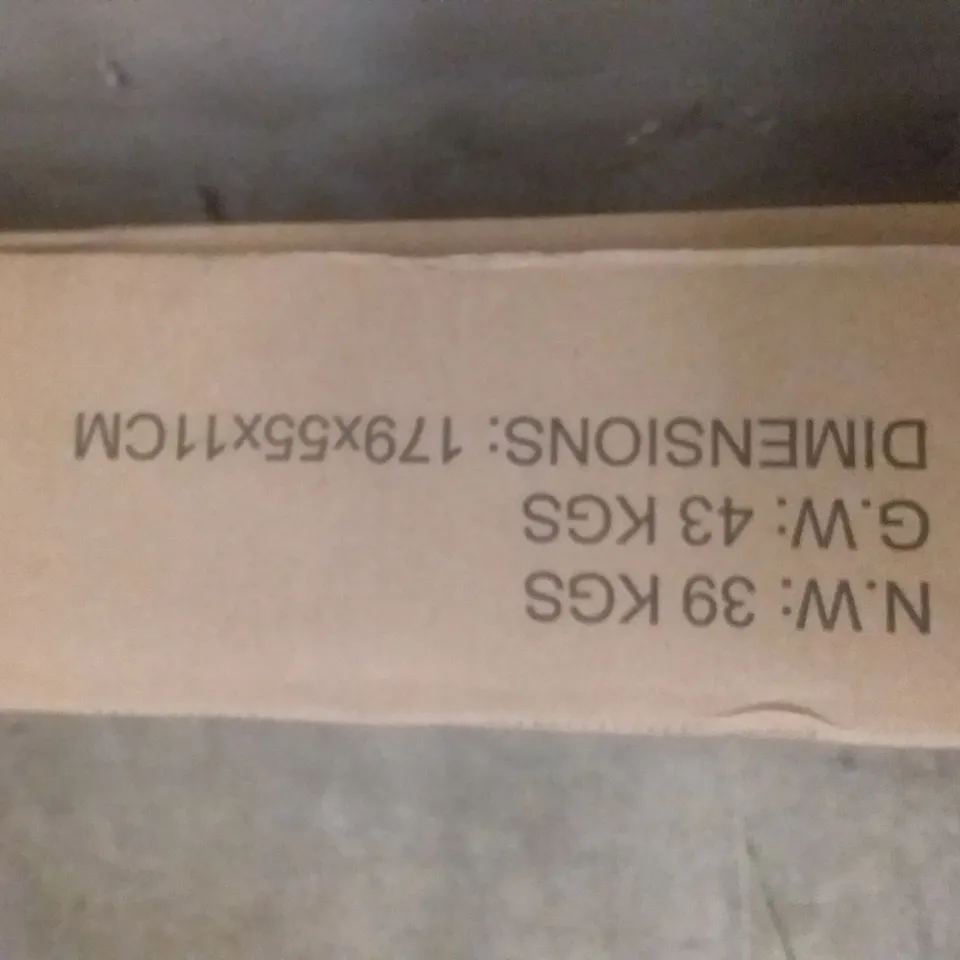 N.W: 39 KGS
G.W: 43 KGS
DIMENSIONS: 179x55x11CM